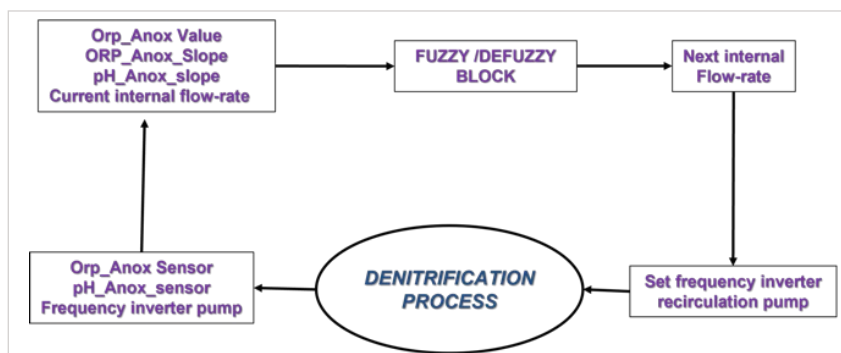 Orp_Anox Value
ORP_Anox_Slope
pH_Anox_slope
Current internal flow-rate
FUZZY /DEFUZZY
BLOCK
Next internal
Flow-rate
Orp_Anox Sensor
pH_Anox_sensor
Frequency inverter pump
DENITRIFICATION
PROCESS
Set frequency inverter
recirculation pump